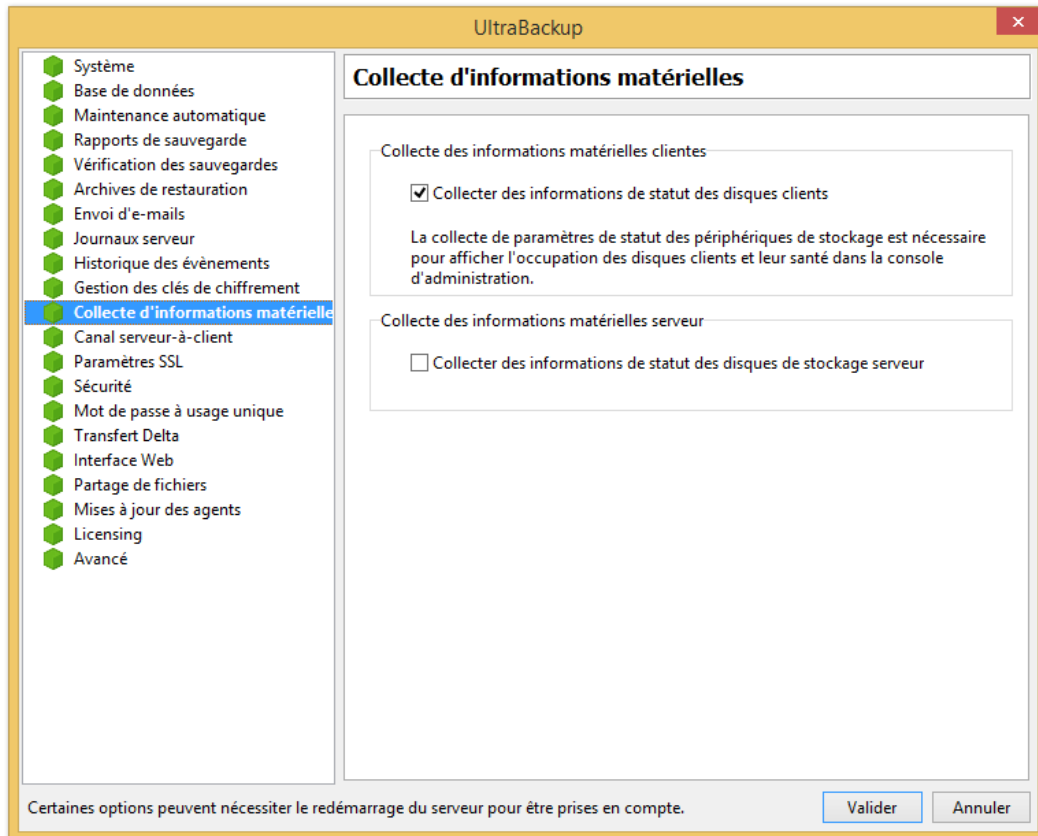 UltraBackup
Système
Base de données
Maintenance automatique
Rapports de sauvegarde
Vérification des sauvegardes
Archives de restauration
Envoi d'e-mails
Journaux serveur
Historique des évènements
Gestion des clés de chiffrement
Collecte d'informations matérielle
Canal serveur-à-client
Paramètres SSL
Sécurité
Mot de passe à usage unique
Transfert Delta
Interface Web
Partage de fichiers
Mises à jour des agents
Licensing
Avancé
Collecte d'informations matérielles
Collecte des informations matérielles clientes
Collecter des informations de statut des disques clients
La collecte de paramètres de statut des périphériques de stockage est nécessaire
pour afficher l'occupation des disques clients et leur santé dans la console
d'administration.
Collecte des informations matérielles serveur
Collecter des informations de statut des disques de stockage serveur
Certaines options peuvent nécessiter le redémarrage du serveur pour être prises en compte.
Valider
Annuler